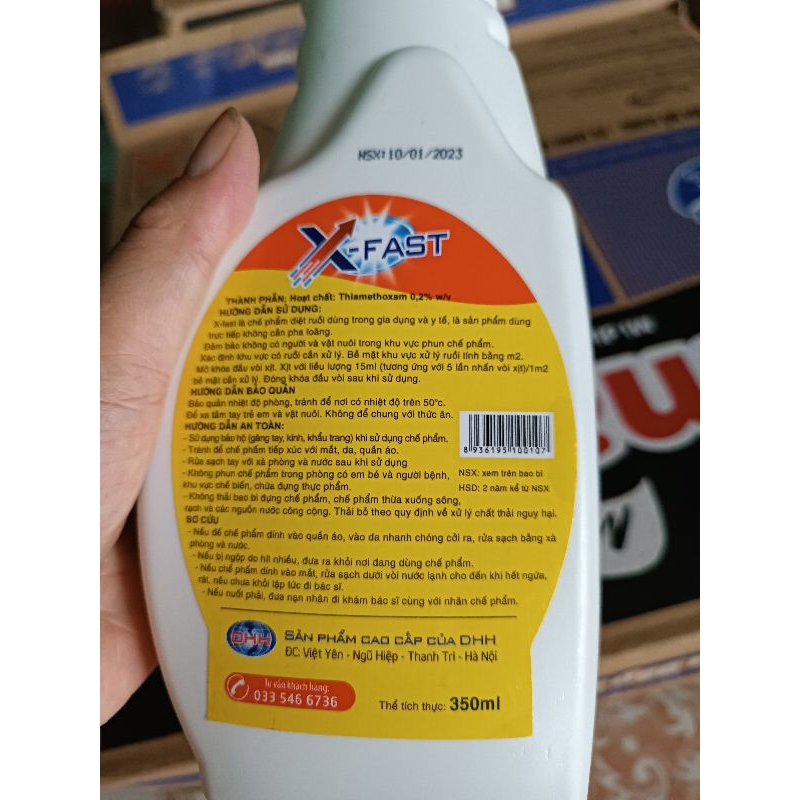 NSX: 10/01/2023
X-FAST
THÀNH PHẦN: Hoạt chất: Thiamethoxam 0,2% w/v
HƯỚNG DẪN SỬ DỤNG:
X-fast là chế phẩm diệt ruồi dùng trong gia dụng và y tế, là sản phẩm dùng
trực tiếp không cần pha loãng.
Đảm bảo không có người và vật nuôi trong khu vực phun chế phẩm.
Xác định khu vực có ruồi cần xử lý. Bề mặt khu vực xử lý ruồi tính bằng m2.
Mở khóa đầu vòi xịt. Xịt với liều lượng 15ml (tương ứng với 5 lần nhấn vòi xịt)/1m2
bề mặt cần xử lý. Đóng khóa đầu vòi sau khi sử dụng.
HƯỚNG DẪN BẢO QUẢN
Bảo quản nhiệt độ phòng, tránh để nơi có nhiệt độ trên 50°c.
Để xa tầm tay trẻ em và vật nuôi. Không để chung với thức ăn.
HƯỚNG DẪN AN TOÀN:
- Sử dụng bảo hộ (găng tay, kính, khẩu trang) khi sử dụng chế phẩm.
- Tránh để chế phẩm tiếp xúc với mắt, da, quần áo.
- Rửa sạch tay với xà phòng và nước sau khi sử dụng
- Không phun chế phẩm trong phòng có em bé và người bệnh,
khu vực chế biến, chứa đựng thực phẩm.
- Không thải bao bì đựng chế phẩm, chế phẩm thừa xuống sông,
rạch và các nguồn nước công cộng. Thải bỏ theo quy định về xử lý chất thải nguy hại.
8 936195 100107
NSX: xem trên bao bì
HSD: 2 năm kể từ NSX
SƠ CỨU
- Nếu để chế phẩm dính vào quần áo, vào da nhanh chóng cởi ra, rửa sạch bằng xà
phòng và nước.
- Nếu bị ngộp do hít nhiều, đưa ra khỏi nơi đang dùng chế phẩm.
- Nếu chế phẩm dính vào mắt, rửa sạch dưới vòi nước lạnh cho đến khi hết ngứa,
rát, nếu chưa khỏi lập tức đi bác sĩ.
- Nếu nuốt phải, đưa nạn nhân đi khám bác sĩ cùng với nhãn chế phẩm.
DHH
SẢN PHẨM CAO CẤP CỦA DHH
ĐC: Việt Yên - Ngũ Hiệp - Thanh Trì - Hà Nội
Tư vấn khách hàng:
033 546 6736
Thể tích thực: 350ml